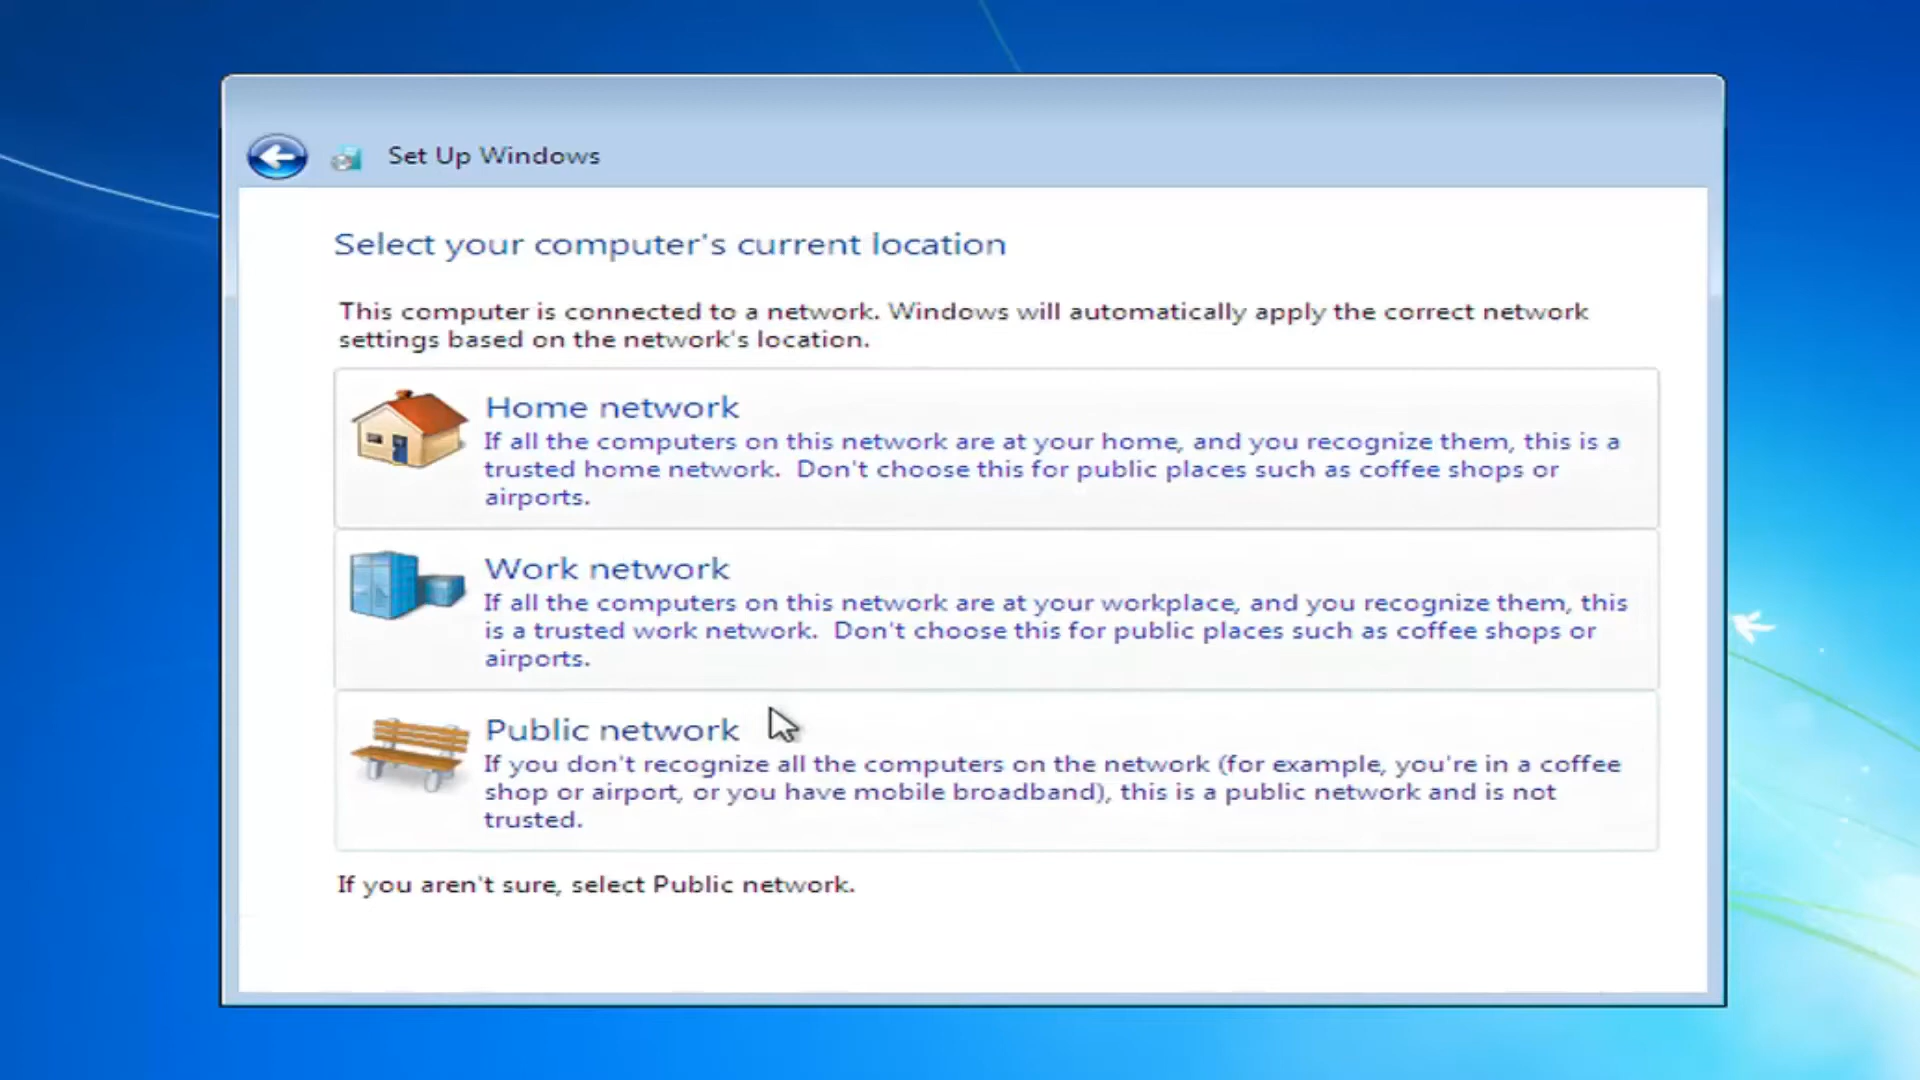 Set Up Windows
Select your computer's current location
This computer is connected to a network. Windows will automatically apply the correct network
settings based on the network's location.
Home network
If all the computers on this network are at your home, and you recognize them, this is a
trusted home network.  Don't choose this for public places such as coffee shops or
airports.
Work network
If all the computers on this network are at your workplace, and you recognize them, this
is a trusted work network.  Don't choose this for public places such as coffee shops or
airports.
Public network
If you don't recognize all the computers on the network (for example, you're in a coffee
shop or airport, or you have mobile broadband), this is a public network and is not
trusted.
If you aren't sure, select Public network.